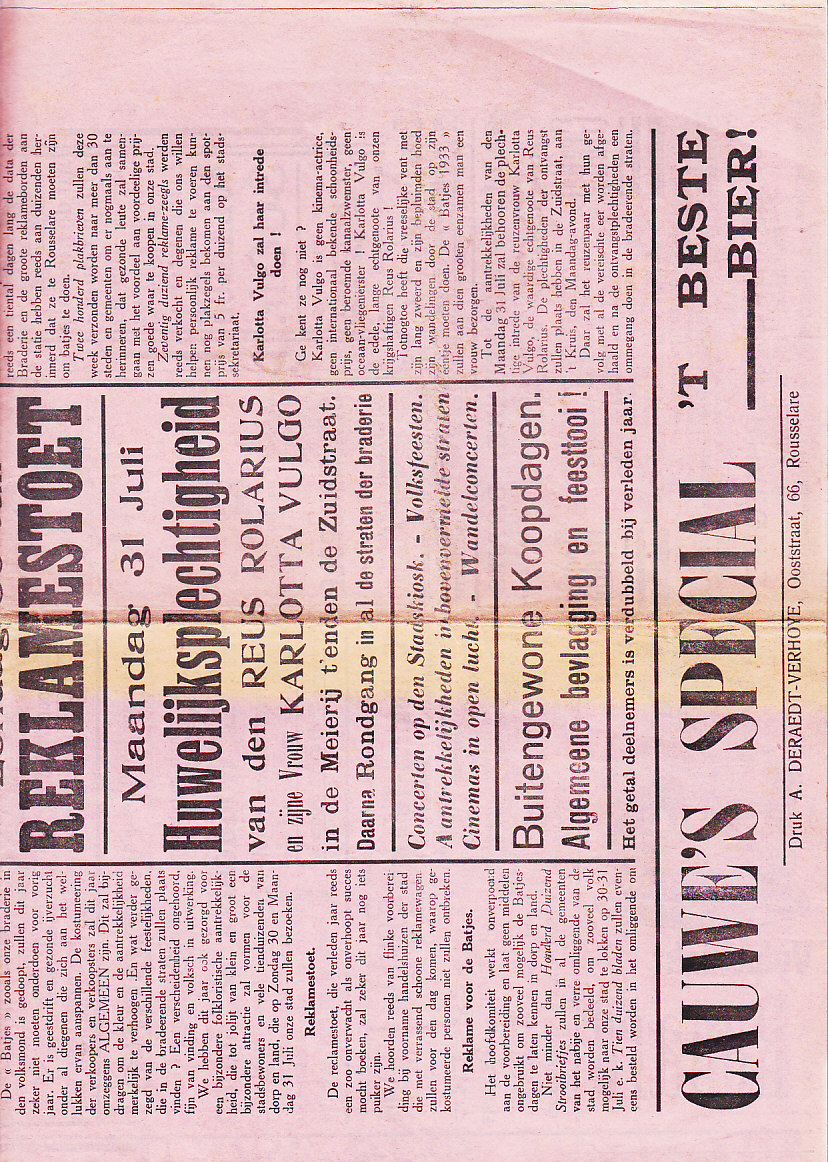 De « Batjes » zooals onze braderie in
den volksmond is gedoopt, zullen dit jaar
zeker niet moeten onderdoen voor vorig
jaar. Er is geestdrift en gezonde ijverzucht
onder al diegenen die zich aan het wel-
lukken ervan aanspannen. De kostumeering
der verkoopers en verkoopsters zal dit jaar
omzeggens ALGEMEEN zijn. Dit zal bij-
dragen om de kleur en de aantrekkelijkheid
merkelijk te verhoogen. En wat verder ge-
zegd van de verschillende feestelijkheden,
die in de bradeerende straten zullen plaats
vinden ? Een verscheidenheid ongehoord,
fijn van vinding en volksch in uitwerking.
We hebben dit jaar ook gezorgd voor
een bijzondere folkloristische aantrekkelijk-
heid, die tot jolijt van klein en groot een
bijzondere attractie zal vormen voor de
stadsbewoners en vele tienduizenden van
dorp en land, die op Zondag 30 en Maan-
dag 31 Juli onze stad zullen bezoeken.
Reklamestoet.
De reclamestoet, die verleden jaar reeds
een zoo onverwacht als onverhoopt succes
mocht boeken, zal zeker dit jaar nog iets
puiker zijn.
We hoorden reeds van flinke voorberei-
ding bij voorname handelshuizen der stad
die met verrassend schoone reklamewagen
zullen voor den dag komen, waarop ge-
kostumeerde personen niet zullen ontbreken.
Reklame voor de Batjes.
Het hoofdkomiteit werkt onverpoord
aan de voorbereiding en laat geen middelen
ongebruikt om zooveel mogelijk de Batjes-
dagen te laten kennen in dorp en land.
Niet minder dan Honderd Duizend
Strooibriefjes zullen in al de gemeenten
van het nabije en verre omliggende van de
stad worden bedeeld, om zooveel volk
mogelijk naar onze stad te lokken op 30-31
Juli e. k. Tien Duizend bladen zullen even-
eens besteld worden in het omliggende om
REKLAMESTOET
Maandag 31 Juli
Huwelijksplechtigheid
van den REUS ROLARIUS
en zijne Vrouw KARLOTTA VULGO
in de Meierij t'enden de Zuidstraat.
Daarna Rondgang in al de straten der braderie
Concerten op den Stadskiosk. - Volksfeesten.
Aantrekkelijkheden in bovenvermelde straten
Cinemas in open lucht. - Wandelconcerten.
Buitengewone Koopdagen.
Algemeene bevlagging en feesttooi !
Het getal deelnemers is verdubbeld bij verleden jaar.
reeds een tiental dagen lang de data der
Braderie en de groote reklameborden aan
de statie hebben reeds aan duizenden her-
innerd dat ze te Rousselare moeten zijn
om batjes te doen.
Twee honderd plakbrieven zullen deze
week verzonden worden naar meer dan 30
steden en gemeenten om er nogmaals aan te
herinneren, dat gezonde leute zal samen-
gaan met het voordeel aan voordeelige prij-
zen goede waar te koopen in onze stad.
Zeventig duziend reklame-zeegls werden
reeds verkocht en degenen die ons willen
helpen persoonlijk reklame te voeren kun-
nen nog plakzegels bekomen aan den spot-
prijs van 5 fr. per duizend op het stads-
sekretariaat.
Karlotta Vulgo zal haar intrede
doen !
Ge kent ze nog niet ?
Karlotta Vulgo is geen kinema-actrice,
geen internationaal bekende schoonheids-
prijs, geen beroemde kanaalzwemster, geen
oceaan-vliegenierster ! Karlotta Vulgo is
de edele, lange echtgenoote van onzen
krijgshaftigen Reus Rolarius !
Totnogtoe heeft die vreeselijke vent met
zijn lang zweerd en zijn bepluimden hoed
zijn wandelingen door de stad op zijn
eentje moeten doen. De « Batjes 1933 »
zullen aan dien grooten eenzamen man een
vrouw bezorgen.
Tot de aantrekkelijkheden van den
Maandag 31 Juli zal behooren de plech-
tige intrede van de reuzenvrouw Karlotta
Vulgo, de waardige echtgenoote van Reus
Rolarius. De plechtigheden der ontvangst
zullen plaats hebben in de Zuidstraat, aan
't Kruis, den Maandag-avond.
Daar zal het reuzenpaar met hun ge-
volg met al de vereischte eer worden afge-
haald en na de ontvangstplechtigheden een
ommegang doen in de bradeerende straten.
CAUWE'S SPECIAL 'T BESTE
BIER!
Druk A. DERAEDT-VERHOYE, Ooststraat, 66, Rousselare